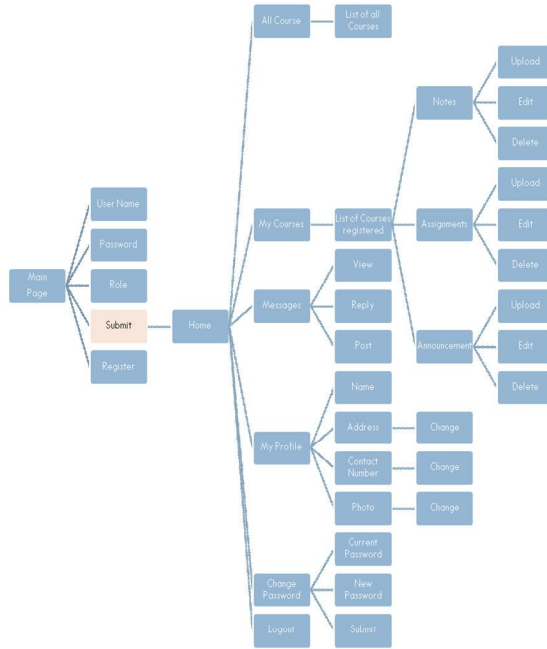 Main
Page
User Name
Password
Role
Submit
Register
Home
All Course
List of all
Courses
My Courses
List of Courses
registered
Notes
Upload
Edit
Delete
Assignments
Upload
Edit
Delete
Announcement
Upload
Edit
Delete
Messages
View
Reply
Post
My Profile
Name
Address
Change
Contact
Number
Change
Photo
Change
Change
Password
Current
Password
New
Password
Submit
Logout